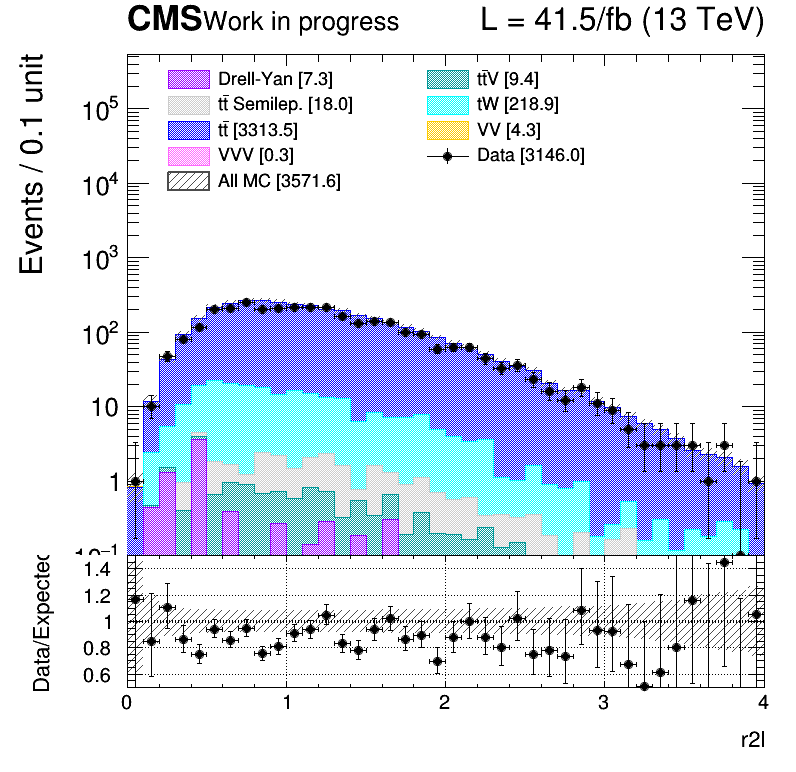 CMS Work in progress L = 41.5/fb (13 TeV)
Events / 0.1 unit
Drell-Yan [7.3]
tt̄ Semilep. [18.0]
tt̄ [3313.5]
VVV [0.3]
All MC [3571.6]
tt̄V [9.4]
tW [218.9]
VV [4.3]
Data [3146.0]
10⁵
10⁴
10³
10²
10
1
10⁻¹
Data/Expected
1.4
1.2
1
0.8
0.6
0 1 2 3 4
r2l